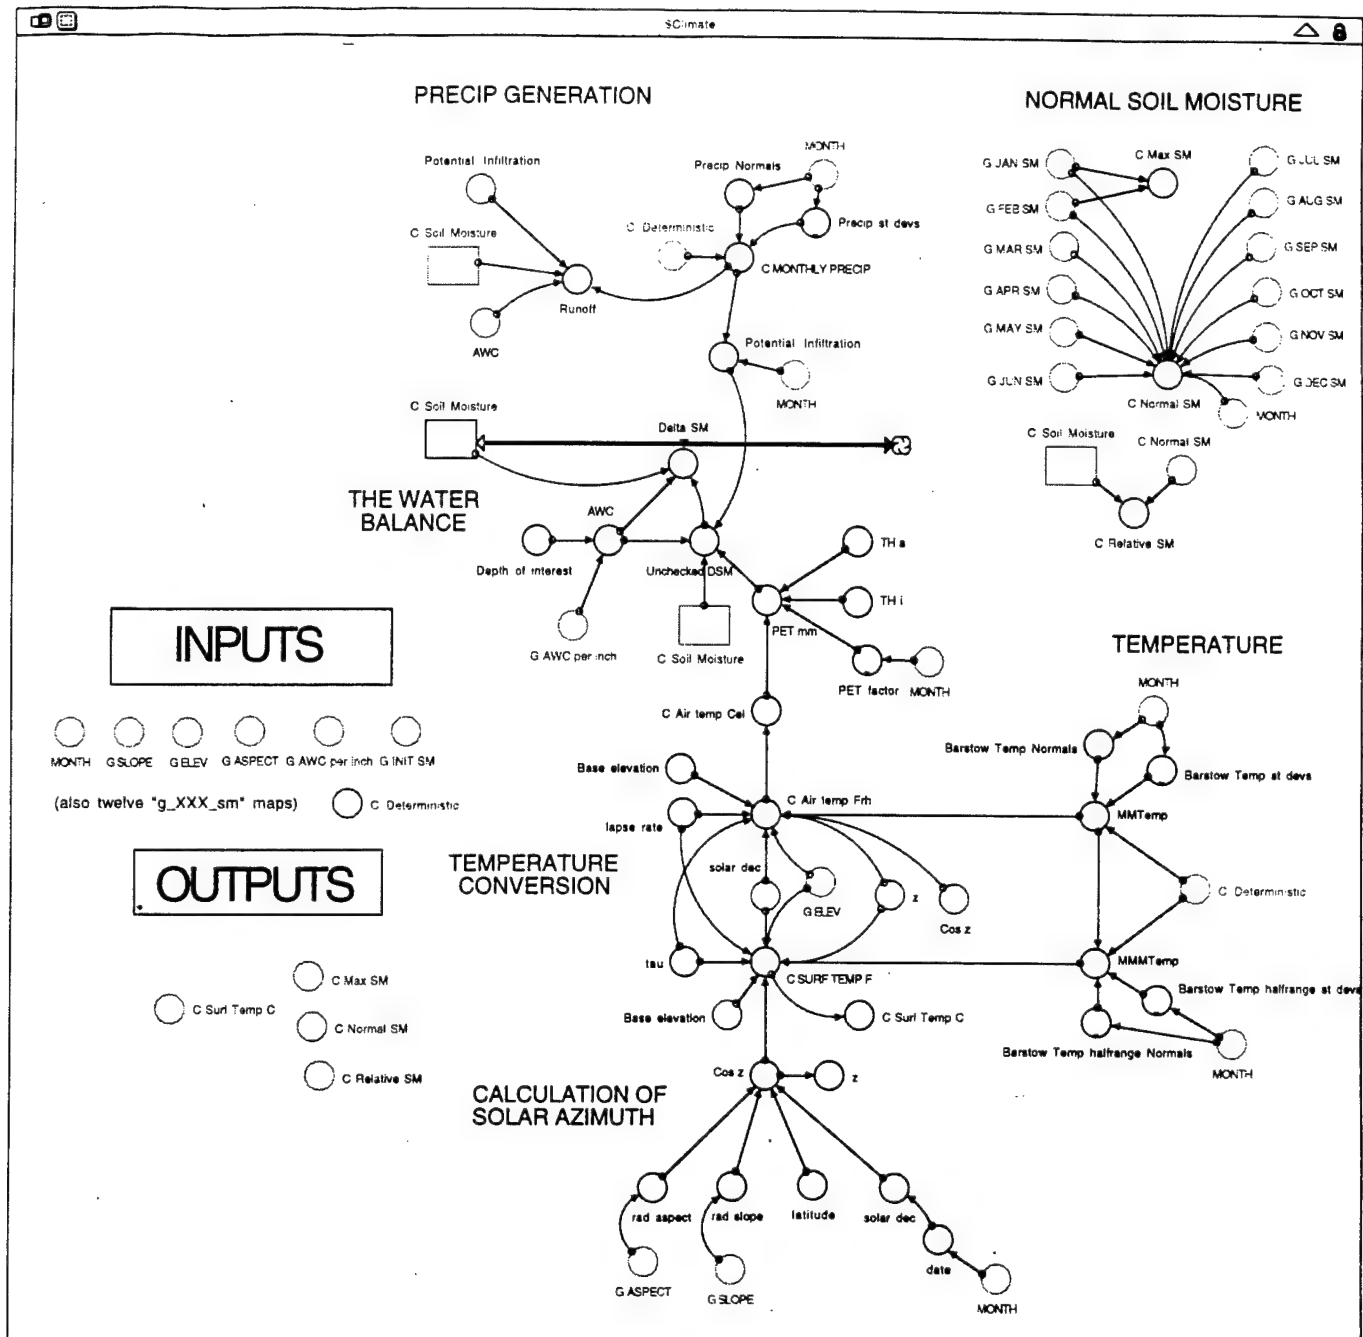 SClimate
PRECIP GENERATION
NORMAL SOIL MOISTURE
Potential Infiltration
Precip Normals
MONTH
C Soil Moisture
C Deterministic
Precip st devs
C MONTHLY PRECIP
Runoff
AWC
Potential Infiltration
MONTH
G JAN SM
C Max SM
G JUL SM
G FEB SM
G AUG SM
G MAR SM
G SEP SM
G APR SM
G OCT SM
G MAY SM
G NOV SM
G JUN SM
G DEC SM
C Normal SM
MONTH
C Soil Moisture
C Normal SM
C Relative SM
C Soil Moisture
Delta SM
THE WATER
BALANCE
AWC
Depth of interest
Unchecked DSM
TH a
TH i
PET mm
G AWC per inch
C Soil Moisture
PET factor
MONTH
INPUTS
MONTH
G SLOPE
G ELEV
G ASPECT
G AWC per inch
G INIT SM
(also twelve "g_XXX_sm" maps)
C Deterministic
OUTPUTS
C Max SM
C Surf Temp C
C Normal SM
C Relative SM
C Air temp Cel
Base elevation
C Air temp Frh
lapse rate
TEMPERATURE
CONVERSION
solar dec
G ELEV
z
Cos z
tau
C SURF TEMP F
Base elevation
C Surf Temp C
TEMPERATURE
MONTH
Barstow Temp Normals
Barstow Temp st devs
MMTemp
C Deterministic
MMMTemp
Barstow Temp halfrange st devs
Barstow Temp halfrange Normals
MONTH
Cos z
z
CALCULATION OF
SOLAR AZIMUTH
rad aspect
rad slope
latitude
solar dec
date
G ASPECT
G SLOPE
MONTH